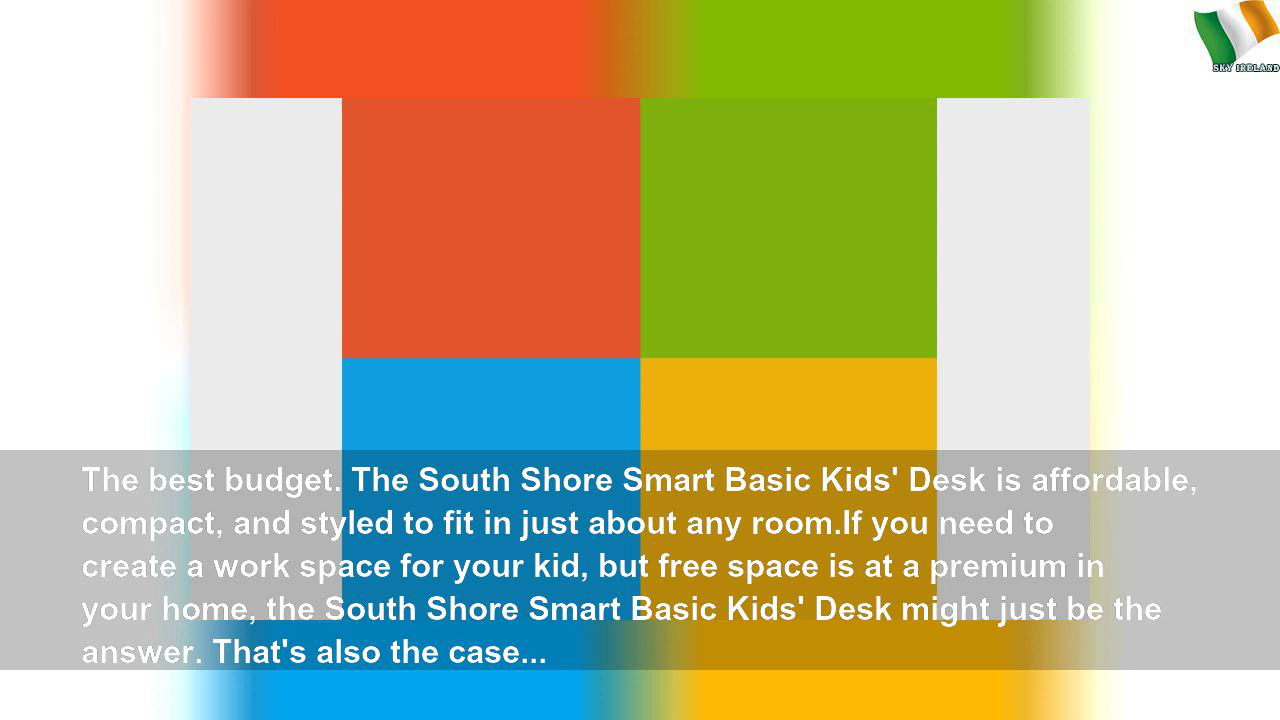 SKY IRELAND
The best budget. The South Shore Smart Basic Kids' Desk is affordable,
compact, and styled to fit in just about any room.If you need to
create a work space for your kid, but free space is at a premium in
your home, the South Shore Smart Basic Kids' Desk might just be the
answer. That's also the case...